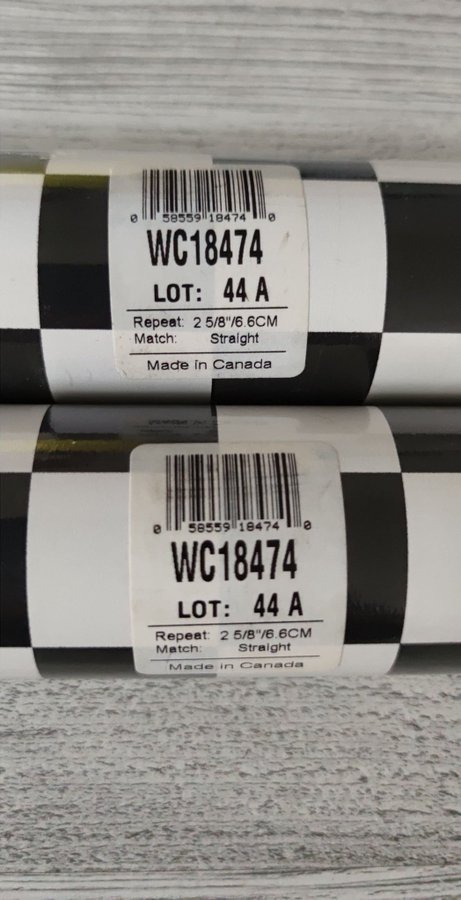 0 58559 18474 0
WC18474
LOT: 44 A
Repeat: 2 5/8"/6.6CM
Match: Straight
Made in Canada
0 58559 18474 0
WC18474
LOT: 44 A
Repeat: 2 5/8"/6.6CM
Match: Straight
Made in Canada